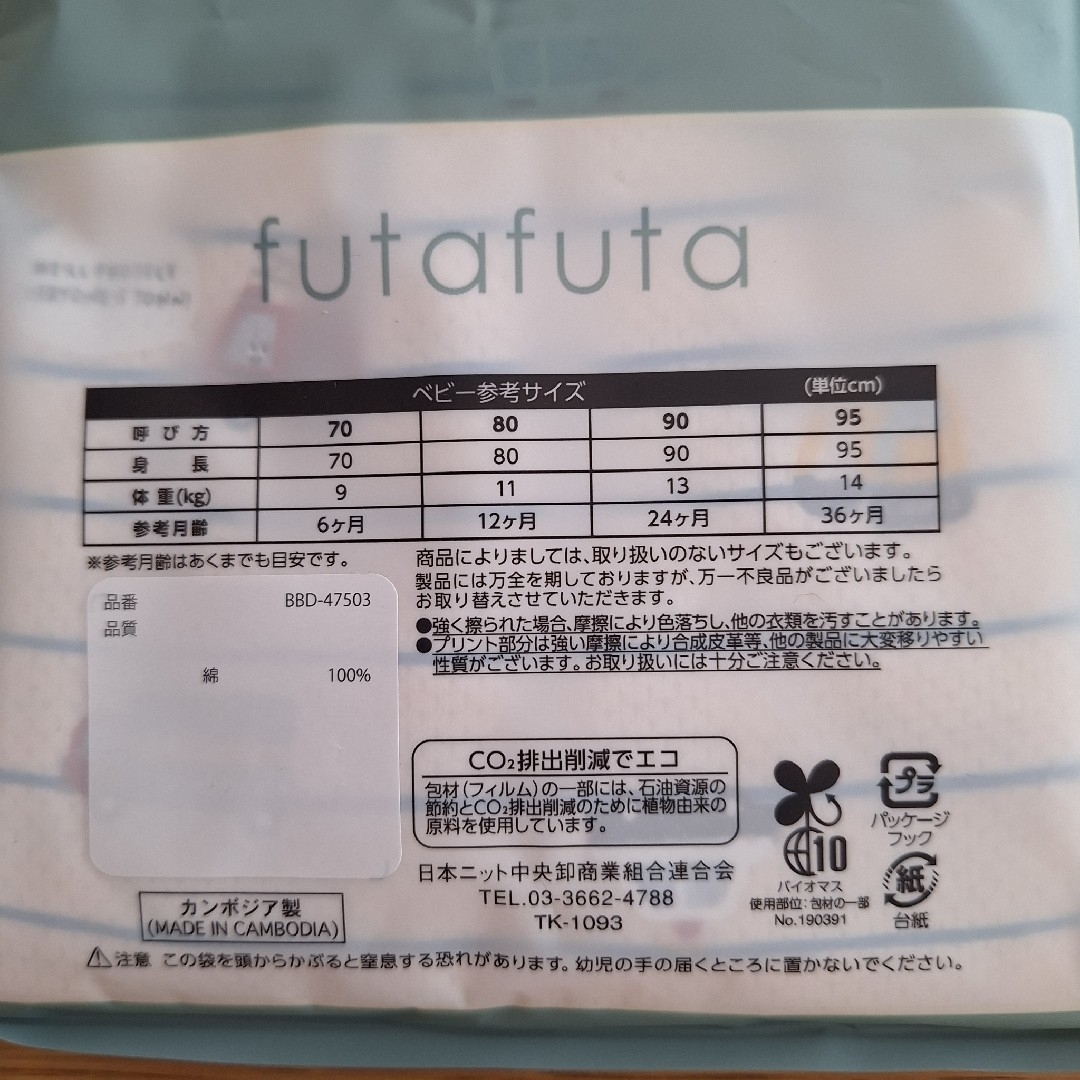 futafuta
ベビー参考サイズ (単位cm)
呼び方 70 80 90 95
身長 70 80 90 95
体重(kg) 9 11 13 14
参考月齢 6ヶ月 12ヶ月 24ヶ月 36ヶ月
※参考月齢はあくまでも目安です。
商品によりましては、取り扱いのないサイズもございます。
製品には万全を期しておりますが、万一不良品がございましたら
お取り替えさせていただきます。
●強く擦られた場合、摩擦により色落ちし、他の衣類を汚すことがあります。
●プリント部分は強い摩擦により合成皮革等、他の製品に大変移りやすい
性質がございます。お取り扱いには十分ご注意ください。
品番 BBD-47503
品質
綿 100%
CO₂排出削減でエコ
包材(フィルム)の一部には、石油資源の
節約とCO₂排出削減のために植物由来の
原料を使用しています。
日本ニット中央卸商業組合連合会
TEL.03-3662-4788
TK-1093
10
バイオマス
使用部位:包材の一部
No.190391
プラ
パッケージ
フック
紙
台紙
カンボジア製
(MADE IN CAMBODIA)
⚠注意 この袋を頭からかぶると窒息する恐れがあります。幼児の手の届くところに置かないでください。